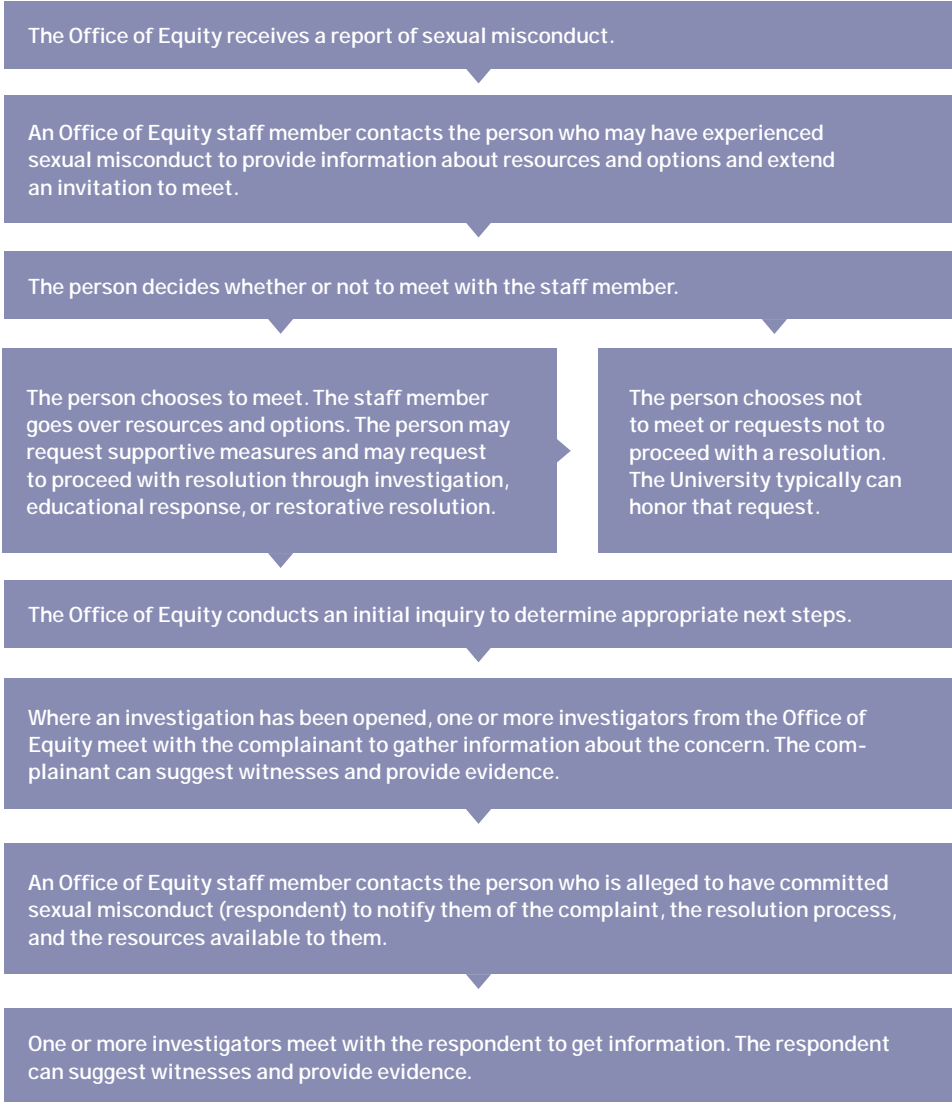 The Office of Equity receives a report of sexual misconduct.
An Office of Equity staff member contacts the person who may have experienced
sexual misconduct to provide information about resources and options and extend
an invitation to meet.
The person decides whether or not to meet with the staff member.
The person chooses to meet. The staff member
goes over resources and options. The person may
request supportive measures and may request
to proceed with resolution through investigation,
educational response, or restorative resolution.
The person chooses not
to meet or requests not to
proceed with a resolution.
The University typically can
honor that request.
The Office of Equity conducts an initial inquiry to determine appropriate next steps.
Where an investigation has been opened, one or more investigators from the Office of
Equity meet with the complainant to gather information about the concern. The com-
plainant can suggest witnesses and provide evidence.
An Office of Equity staff member contacts the person who is alleged to have committed
sexual misconduct (respondent) to notify them of the complaint, the resolution process,
and the resources available to them.
One or more investigators meet with the respondent to get information. The respondent
can suggest witnesses and provide evidence.